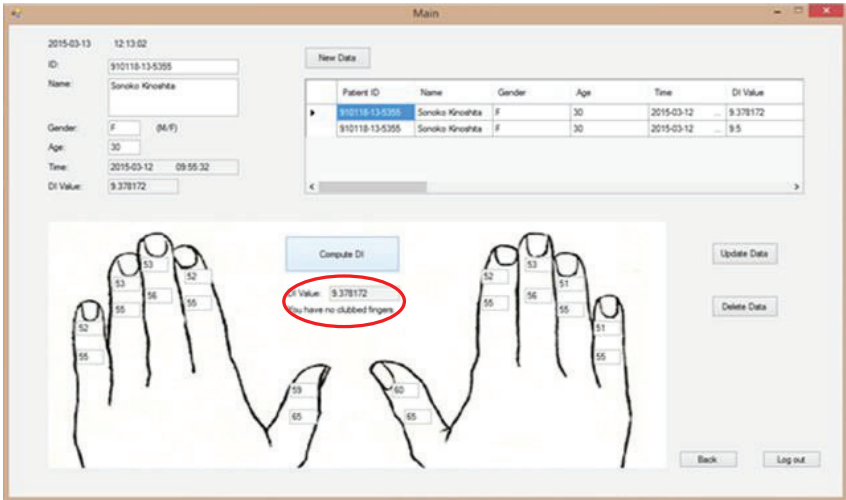 Main
2015-03-13 12:13:02
ID: 910118-13-5355
Name: Sonoko Kinoshita
Gender: F (M/F)
Age: 30
Time: 2015-03-12 09:55:32
DI Value: 9.378172
New Data
Patient ID Name Gender Age Time DI Value
910118-13-5355 Sonoko Kinoshita F 30 2015-03-12 ... 9.378172
910118-13-5355 Sonoko Kinoshita F 30 2015-03-12 ... 9.5
Compute DI
DI Value: 9.378172
You have no clubbed fingers
52
55
53
55
53
56
52
55
59
65
60
65
52
55
53
56
51
55
51
55
Update Data
Delete Data
Back
Log out